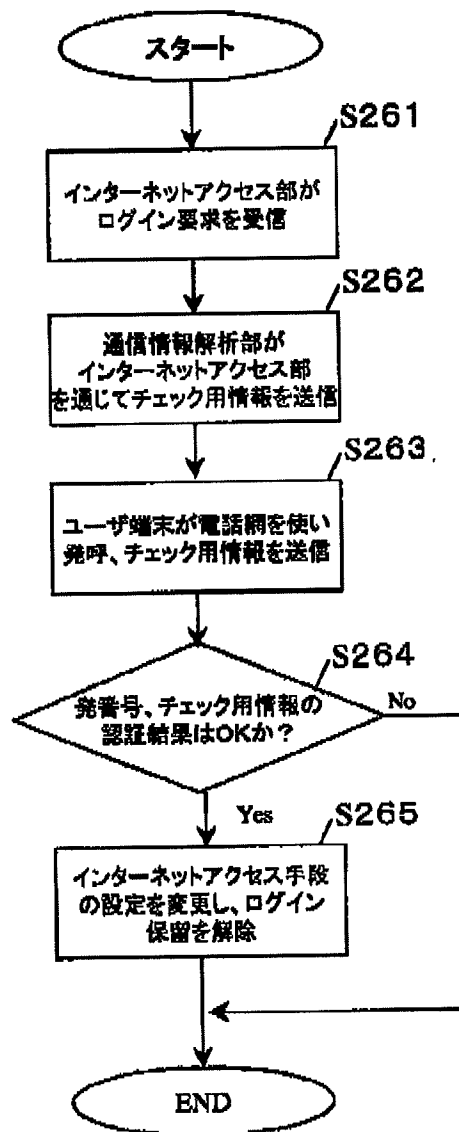 スタート
S261
インターネットアクセス部が
ログイン要求を受信
S262
通信情報解析部が
インターネットアクセス部
を通じてチェック用情報を送信
S263
ユーザ端末が電話網を使い
発呼、チェック用情報を送信
S264
発番号、チェック用情報の
認証結果はOKか？
No
Yes
S265
インターネットアクセス手段
の設定を変更し、ログイン
保留を解除
END